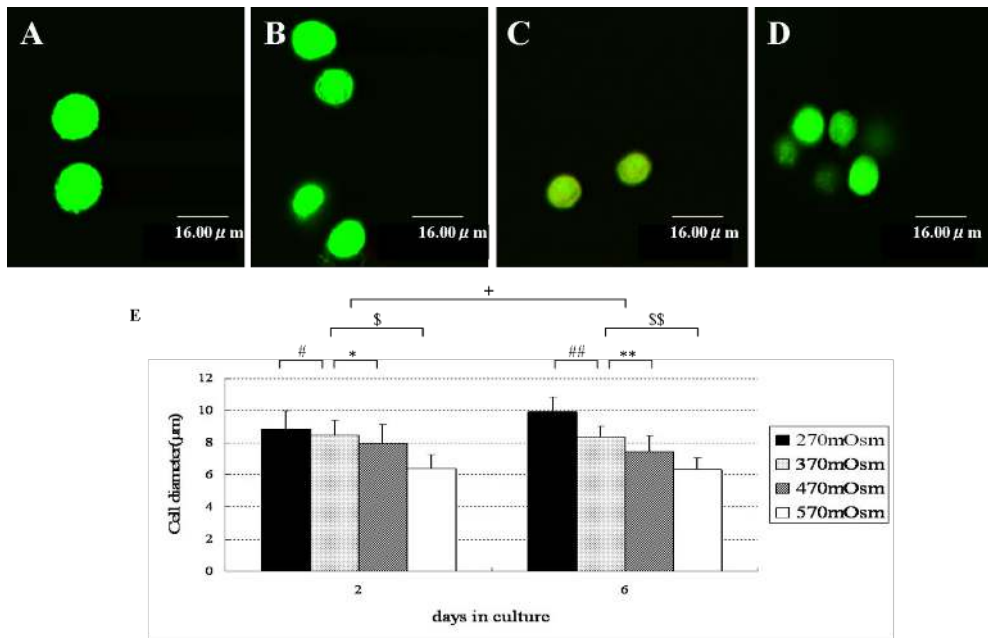 A
B
C
D
16.00 μ m
16.00 μ m
16.00 μ m
16.00 μ m
E
+
$
$$
#
*
##
**
12
10
8
6
4
2
0
Cell diameter(μm)
270mOsm
370mOsm
470mOsm
570mOsm
2
6
days in culture